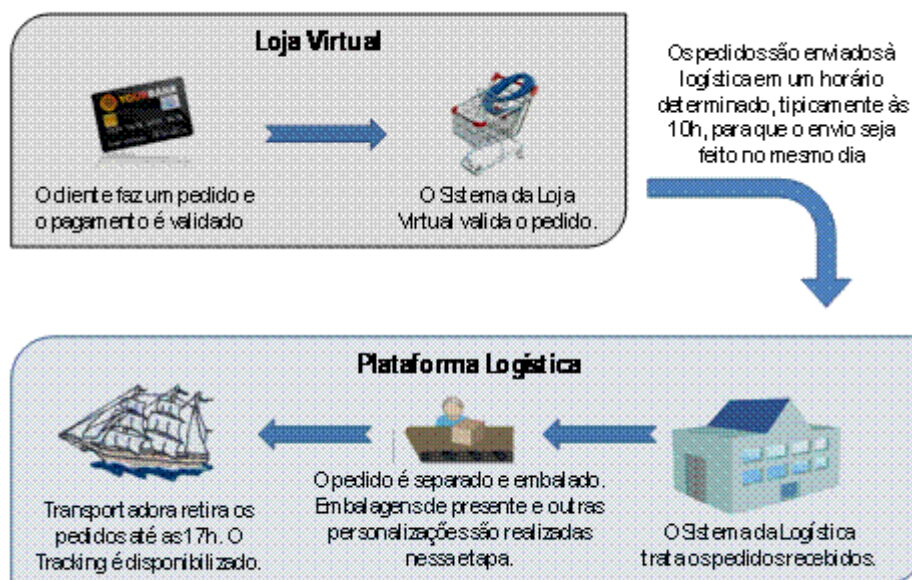 Loja Virtual
YOURBANK
O cliente faz um pedido e
o pagamento é validado
O Sistema da Loja
Virtual valida o pedido.
Os pedidos são enviados à
logística em um horário
determinado, tipicamente às
10h, para que o envio seja
feito no mesmo dia
Plataforma Logística
O Sistema da Logística
trata os pedidos recebidos.
O pedido é separado e embalado.
Embalagens de presente e outras
personalizações são realizadas
nessa etapa.
Transportadora retira os
pedidos até as 17h. O
Tracking é disponibilizado.